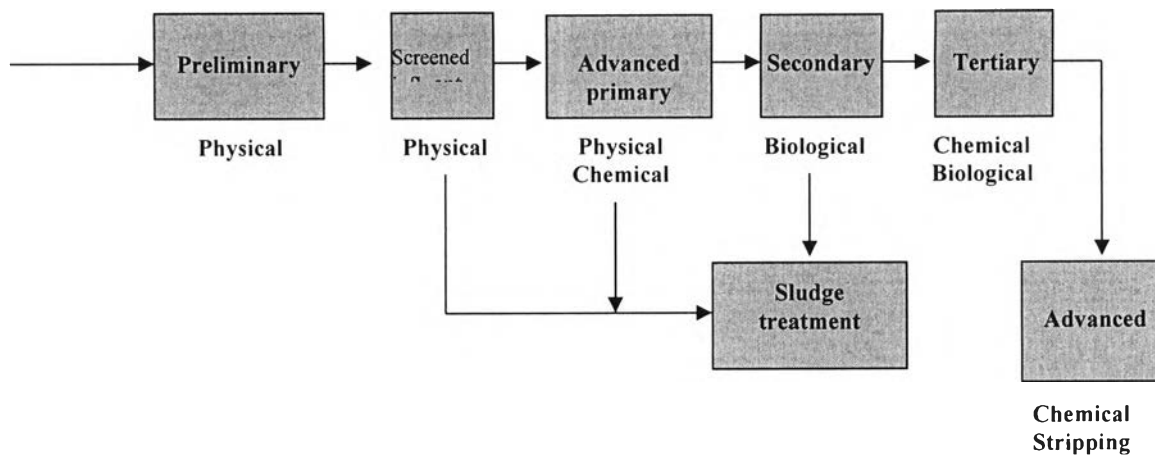 Preliminary
Screened
Advanced
primary
Secondary
Tertiary
Physical
Physical
Physical
Chemical
Biological
Chemical
Biological
Sludge
treatment
Advanced
Chemical
Stripping